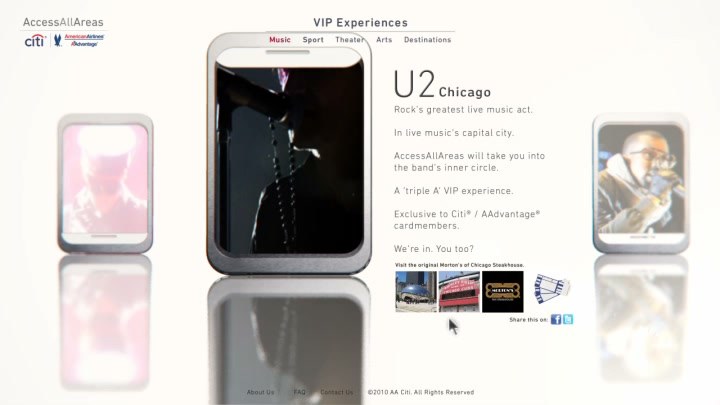 AccessAllAreas
citi AmericanAirlines
AAdvantage
VIP Experiences
Music Sport Theater Arts Destinations
U2 Chicago
Rock's greatest live music act.
In live music's capital city.
AccessAllAreas will take you into
the band's inner circle.
A 'triple A' VIP experience.
Exclusive to Citi® / AAdvantage®
cardmembers.
We're in. You too?
Visit the original Morton's of Chicago Steakhouse.
MORTON'S
Share this on:
About Us FAQ Contact Us ©2010 AA Citi. All Rights Reserved